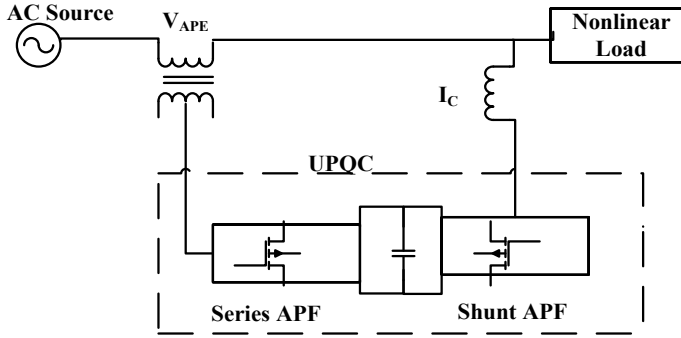 AC Source
VAPE
Nonlinear
Load
IC
UPQC
Series APF
Shunt APF